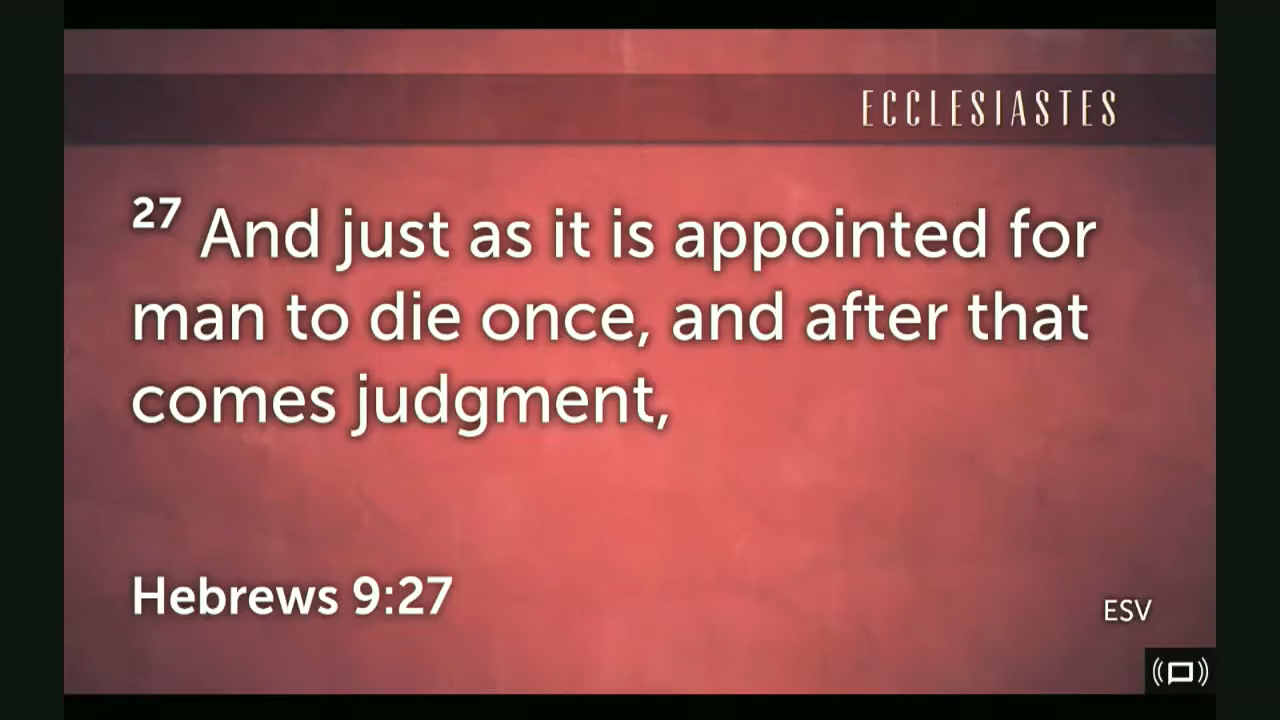 ECCLESIASTES
27 And just as it is appointed for
man to die once, and after that
comes judgment,
Hebrews 9:27
ESV